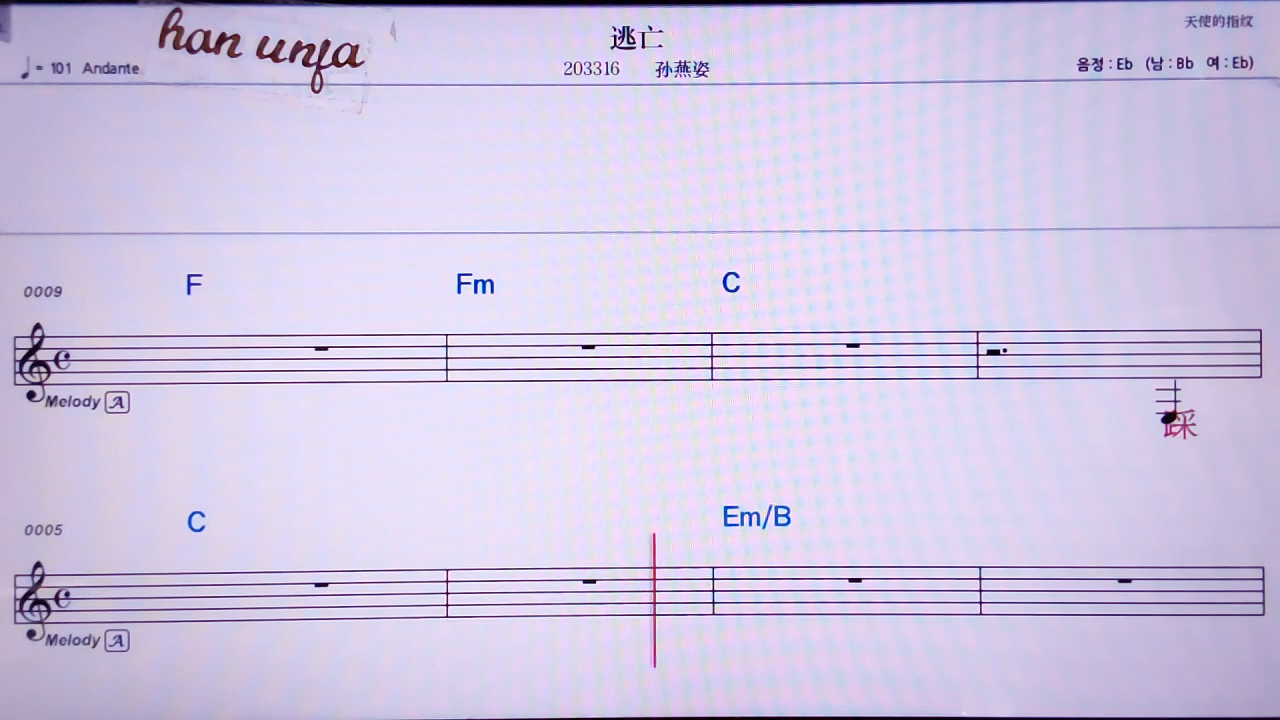 han unfa
逃亡
天使的指纹
♩= 101 Andante
203316 孙燕姿
음정 : Eb (남 : Bb 여 : Eb)
0009 F Fm C
Melody A
踩
0005 C Em/B
Melody A